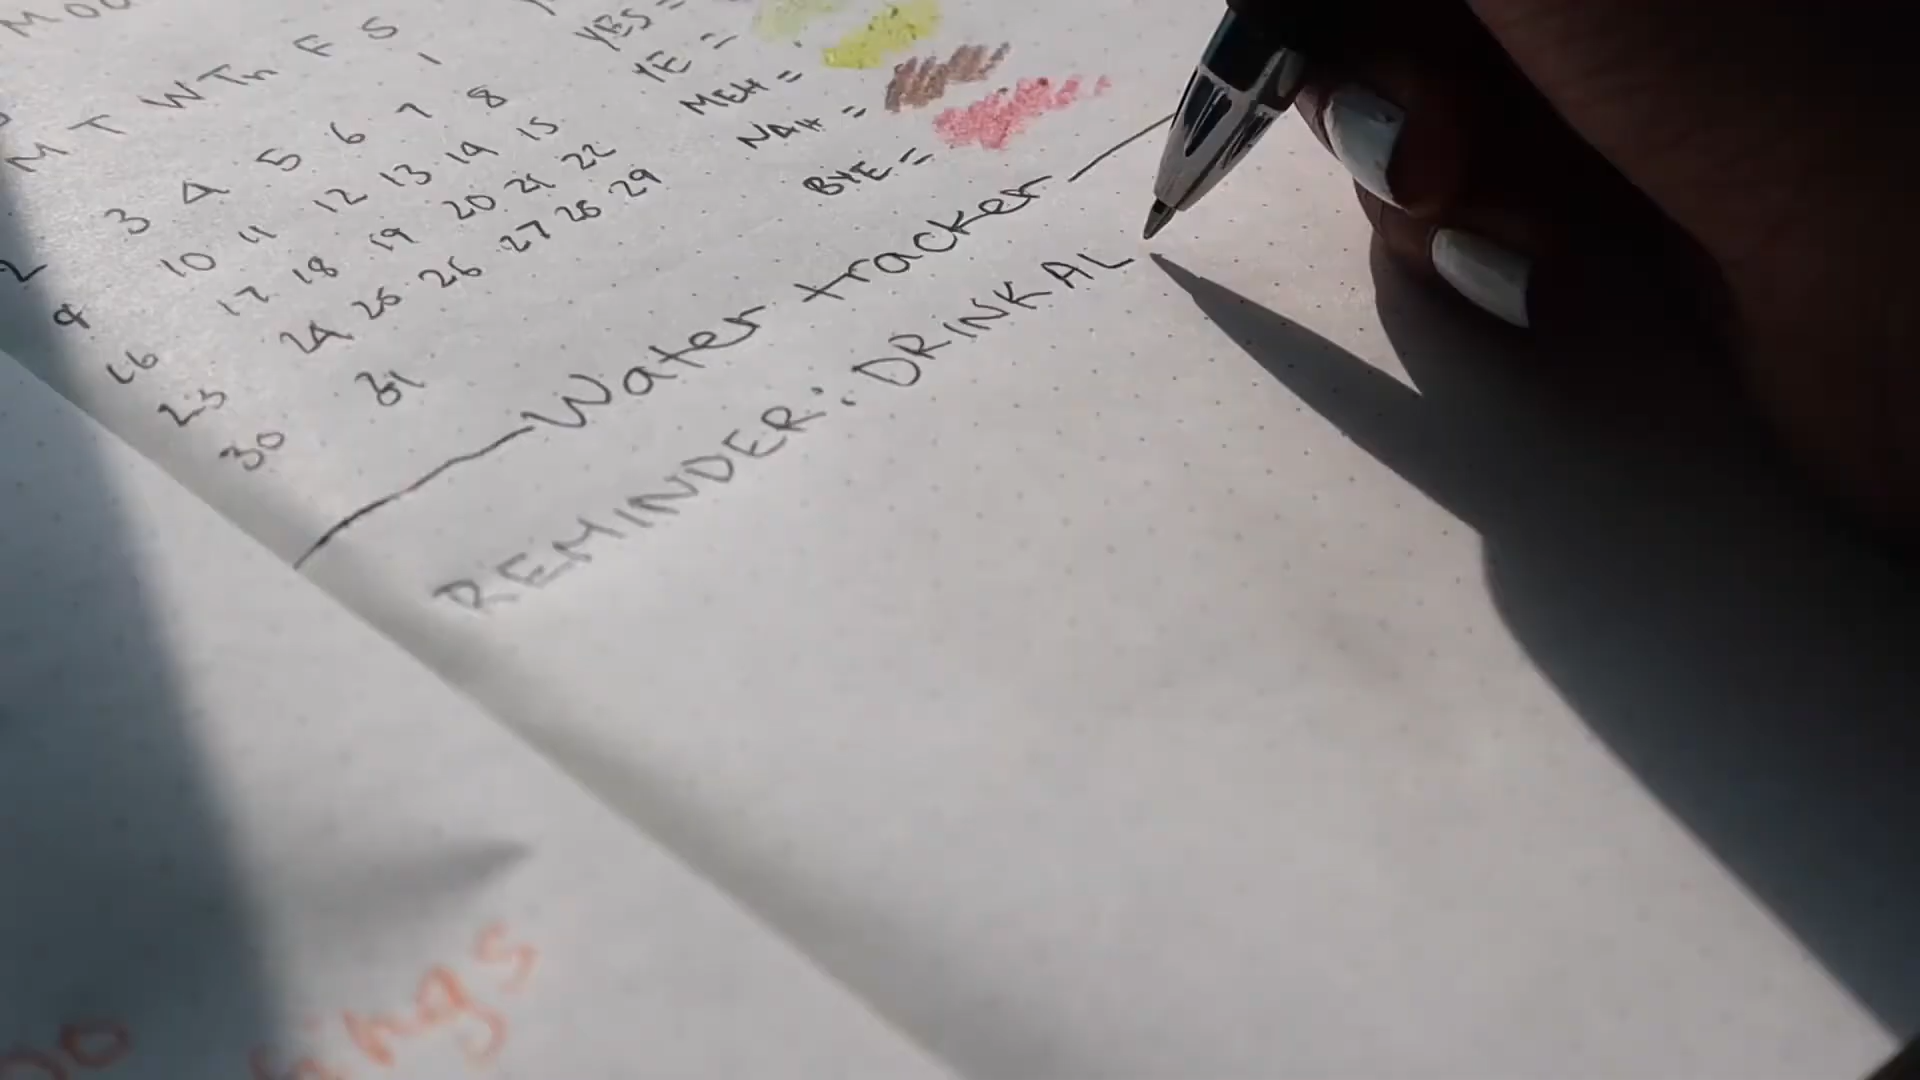 M T W Th F S
1
2 3 4 5 6 7 8
9 10 11 12 13 14 15
16 17 18 19 20 21 22
23 24 25 26 27 28 29
30 31
YES =
YE =
MEH =
NAH =
BYE =
Water tracker
REMINDER: DRINK AL